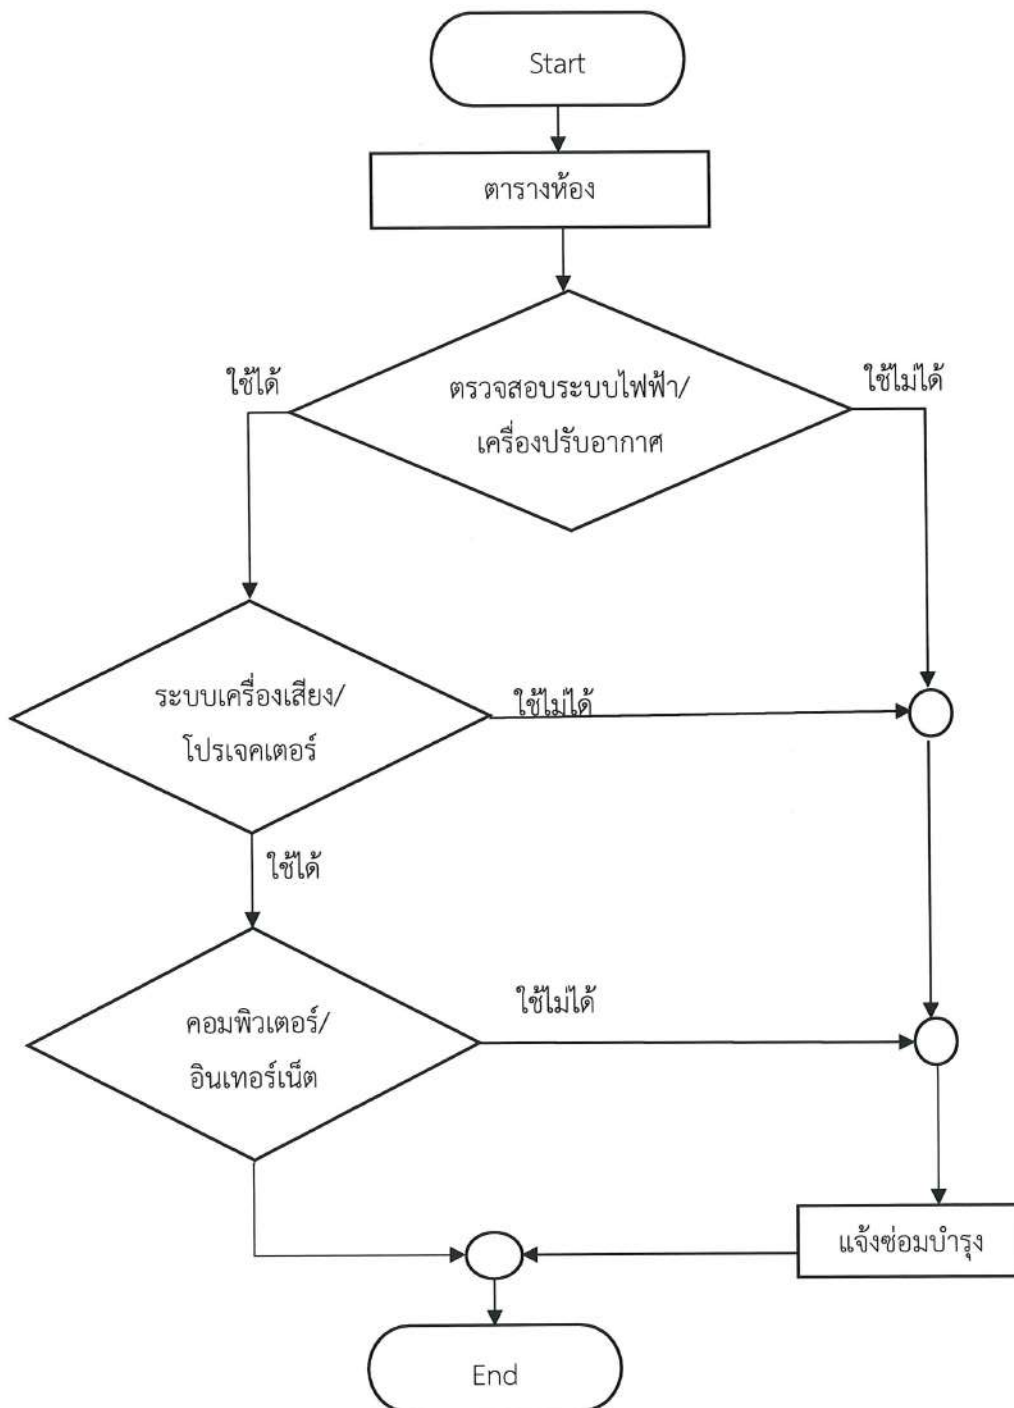 Start
ตารางห้อง
ใช้ได้
ตรวจสอบระบบไฟฟ้า/
เครื่องปรับอากาศ
ใช้ไม่ได้
ระบบเครื่องเสียง/
โปรเจคเตอร์
ใช้ไม่ได้
ใช้ได้
คอมพิวเตอร์/
อินเทอร์เน็ต
ใช้ไม่ได้
แจ้งซ่อมบำรุง
End